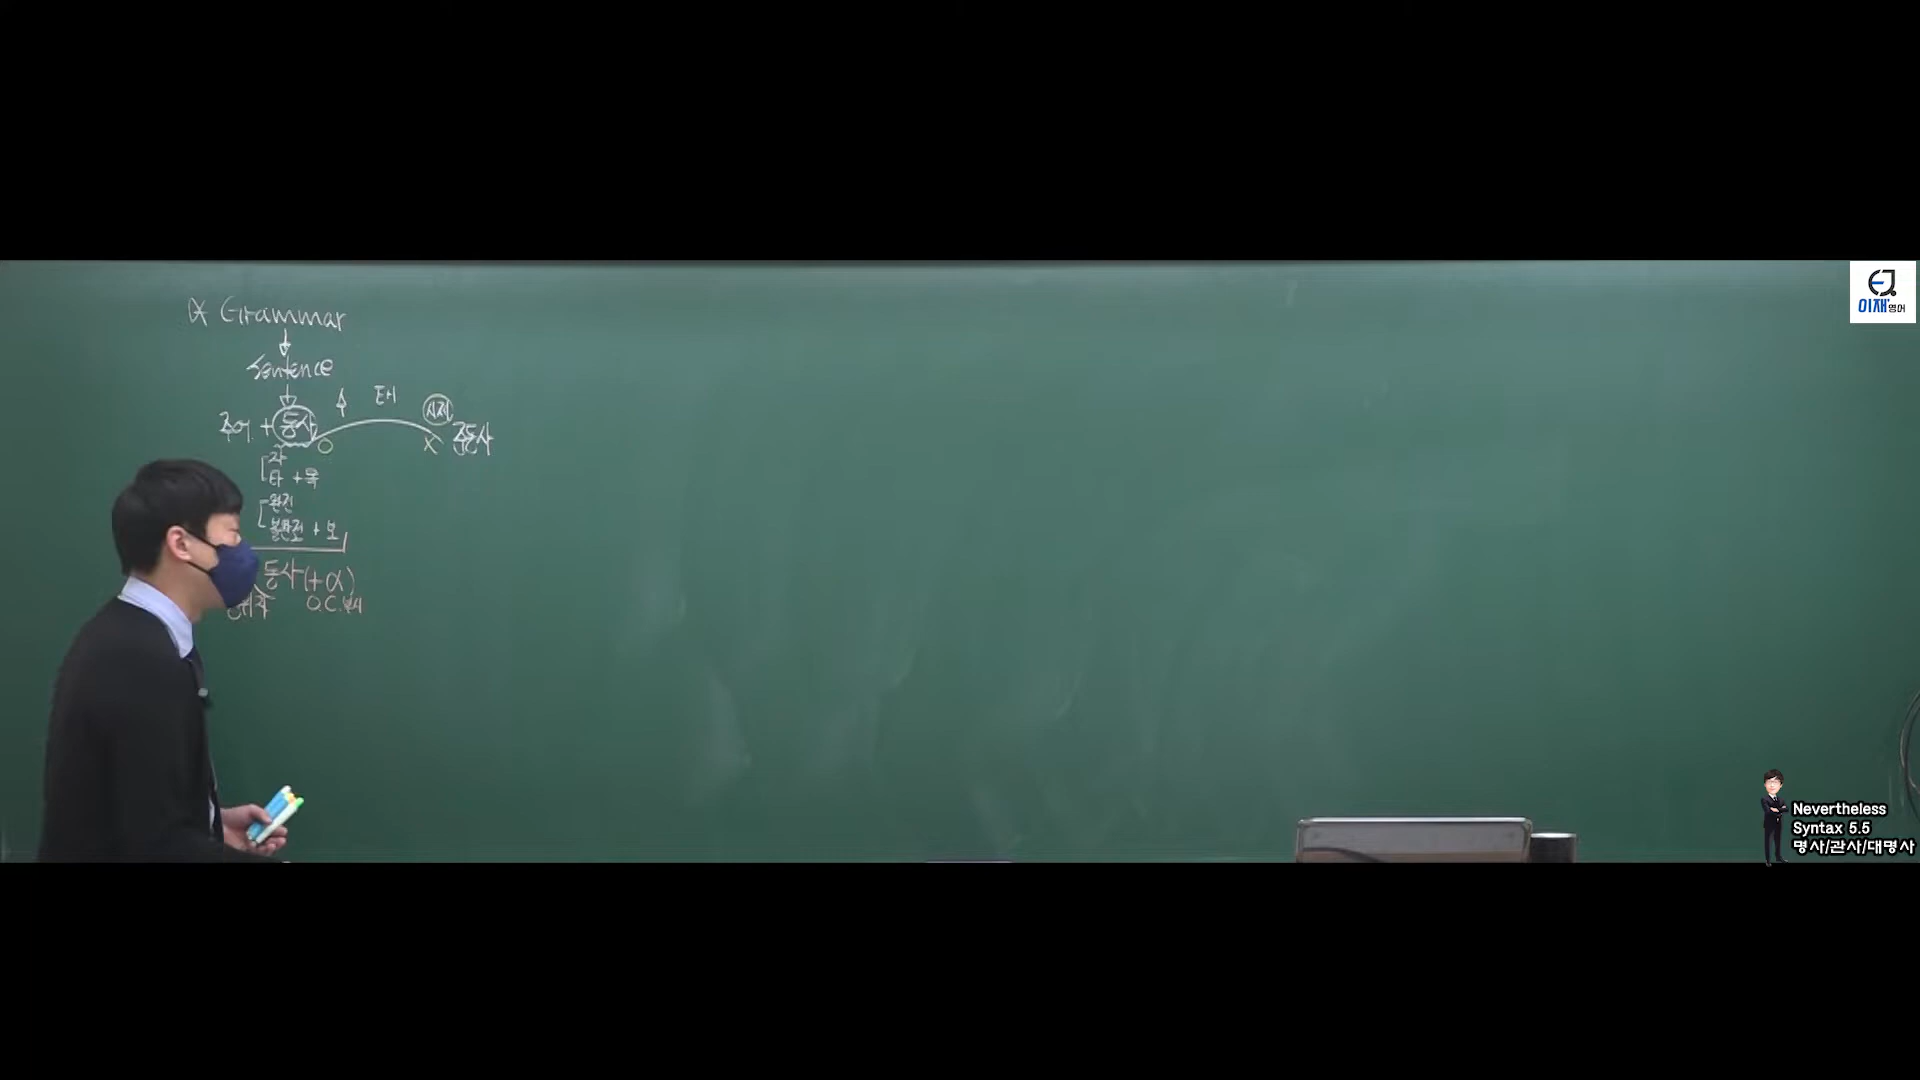 ☆ Grammar
↓
Sentence
↓
수 태 시제
주어 + 동사 O X 준동사
자
타 + 목
완전
불완전 + 보
동사(+α)
O.C.
EJ
이재영어
Nevertheless
Syntax 5.5
명사/관사/대명사